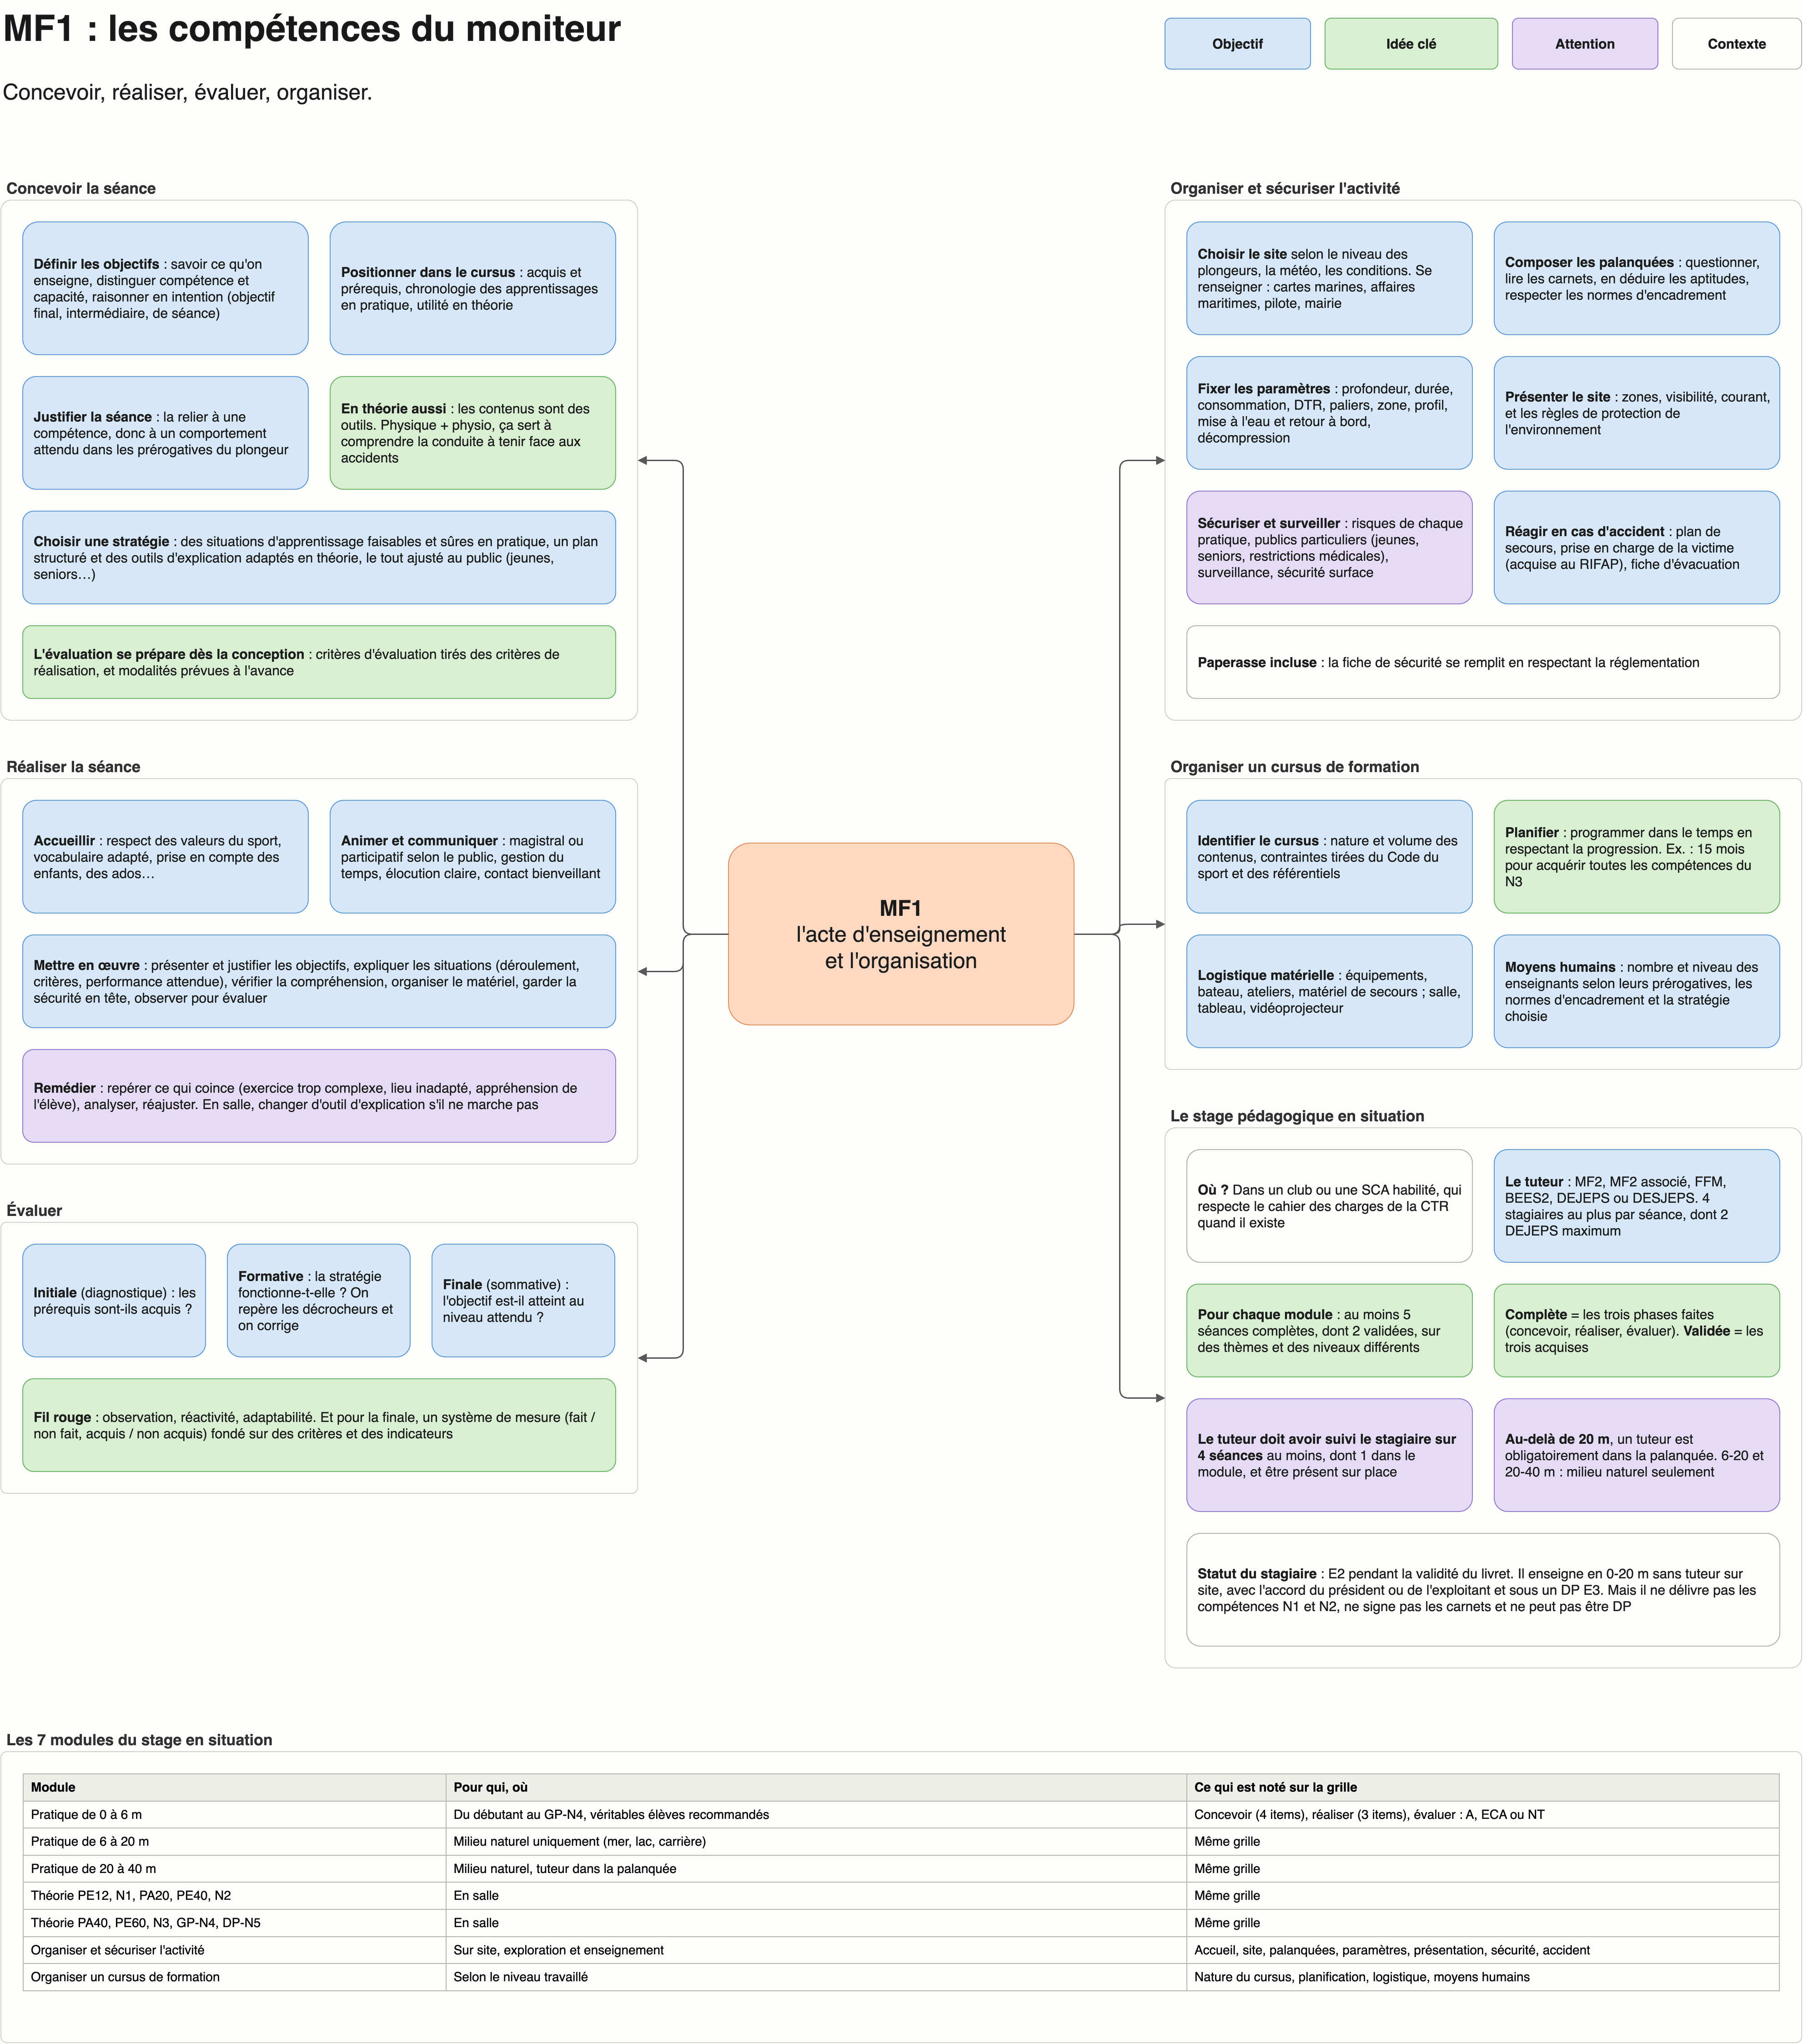 MF1 : les compétences du moniteur
Concevoir, réaliser, évaluer, organiser.
Objectif
Idée clé
Attention
Contexte
Concevoir la séance
Définir les objectifs : savoir ce qu'on
enseigne, distinguer compétence et
capacité, raisonner en intention (objectif
final, intermédiaire, de séance)
Positionner dans le cursus : acquis et
prérequis, chronologie des apprentissages
en pratique, utilité en théorie
Justifier la séance : la relier à une
compétence, donc à un comportement
attendu dans les prérogatives du plongeur
En théorie aussi : les contenus sont des
outils. Physique + physio, ça sert à
comprendre la conduite à tenir face aux
accidents
Choisir une stratégie : des situations d'apprentissage faisables et sûres en pratique, un plan
structuré et des outils d'explication adaptés en théorie, le tout ajusté au public (jeunes,
seniors…)
L'évaluation se prépare dès la conception : critères d'évaluation tirés des critères de
réalisation, et modalités prévues à l'avance
Réaliser la séance
Accueillir : respect des valeurs du sport,
vocabulaire adapté, prise en compte des
enfants, des ados…
Animer et communiquer : magistral ou
participatif selon le public, gestion du
temps, élocution claire, contact bienveillant
Mettre en œuvre : présenter et justifier les objectifs, expliquer les situations (déroulement,
critères, performance attendue), vérifier la compréhension, organiser le matériel, garder la
sécurité en tête, observer pour évaluer
Remédier : repérer ce qui coince (exercice trop complexe, lieu inadapté, appréhension de
l'élève), analyser, réajuster. En salle, changer d'outil d'explication s'il ne marche pas
Évaluer
Initiale (diagnostique) : les
prérequis sont-ils acquis ?
Formative : la stratégie
fonctionne-t-elle ? On
repère les décrocheurs et
on corrige
Finale (sommative) :
l'objectif est-il atteint au
niveau attendu ?
Fil rouge : observation, réactivité, adaptabilité. Et pour la finale, un système de mesure (fait /
non fait, acquis / non acquis) fondé sur des critères et des indicateurs
MF1
l'acte d'enseignement
et l'organisation
Organiser et sécuriser l'activité
Choisir le site selon le niveau des
plongeurs, la météo, les conditions. Se
renseigner : cartes marines, affaires
maritimes, pilote, mairie
Composer les palanquées : questionner,
lire les carnets, en déduire les aptitudes,
respecter les normes d'encadrement
Fixer les paramètres : profondeur, durée,
consommation, DTR, paliers, zone, profil,
mise à l'eau et retour à bord,
décompression
Présenter le site : zones, visibilité, courant,
et les règles de protection de
l'environnement
Sécuriser et surveiller : risques de chaque
pratique, publics particuliers (jeunes,
seniors, restrictions médicales),
surveillance, sécurité surface
Réagir en cas d'accident : plan de
secours, prise en charge de la victime
(acquise au RIFAP), fiche d'évacuation
Paperasse incluse : la fiche de sécurité se remplit en respectant la réglementation
Organiser un cursus de formation
Identifier le cursus : nature et volume des
contenus, contraintes tirées du Code du
sport et des référentiels
Planifier : programmer dans le temps en
respectant la progression. Ex. : 15 mois
pour acquérir toutes les compétences du
N3
Logistique matérielle : équipements,
bateau, ateliers, matériel de secours ; salle,
tableau, vidéoprojecteur
Moyens humains : nombre et niveau des
enseignants selon leurs prérogatives, les
normes d'encadrement et la stratégie
choisie
Le stage pédagogique en situation
Où ? Dans un club ou une SCA habilité, qui
respecte le cahier des charges de la CTR
quand il existe
Le tuteur : MF2, MF2 associé, FFM,
BEES2, DEJEPS ou DESJEPS. 4
stagiaires au plus par séance, dont 2
DEJEPS maximum
Pour chaque module : au moins 5
séances complètes, dont 2 validées, sur
des thèmes et des niveaux différents
Complète = les trois phases faites
(concevoir, réaliser, évaluer). Validée = les
trois acquises
Le tuteur doit avoir suivi le stagiaire sur
4 séances au moins, dont 1 dans le
module, et être présent sur place
Au-delà de 20 m, un tuteur est
obligatoirement dans la palanquée. 6-20 et
20-40 m : milieu naturel seulement
Statut du stagiaire : E2 pendant la validité du livret. Il enseigne en 0-20 m sans tuteur sur
site, avec l'accord du président ou de l'exploitant et sous un DP E3. Mais il ne délivre pas les
compétences N1 et N2, ne signe pas les carnets et ne peut pas être DP
Les 7 modules du stage en situation
Module Pour qui, où Ce qui est noté sur la grille
Pratique de 0 à 6 m Du débutant au GP-N4, véritables élèves recommandés Concevoir (4 items), réaliser (3 items), évaluer : A, ECA ou NT
Pratique de 6 à 20 m Milieu naturel uniquement (mer, lac, carrière) Même grille
Pratique de 20 à 40 m Milieu naturel, tuteur dans la palanquée Même grille
Théorie PE12, N1, PA20, PE40, N2 En salle Même grille
Théorie PA40, PE60, N3, GP-N4, DP-N5 En salle Même grille
Organiser et sécuriser l'activité Sur site, exploration et enseignement Accueil, site, palanquées, paramètres, présentation, sécurité, accident
Organiser un cursus de formation Selon le niveau travaillé Nature du cursus, planification, logistique, moyens humains